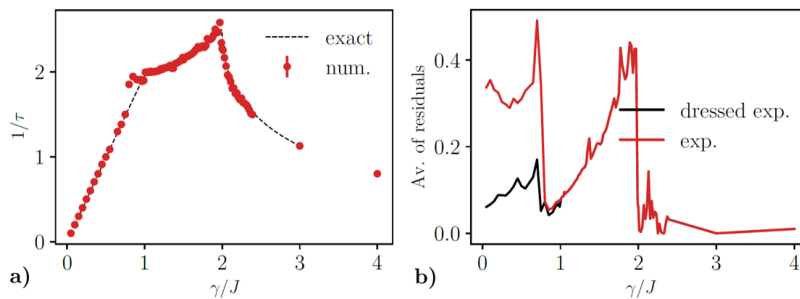 exact
num.
2
1
0
1/τ
0 1 2 3 4
γ/J
a)
dressed exp.
exp.
0.4
0.2
0.0
Av. of residuals
0 1 2 3 4
γ/J
b)